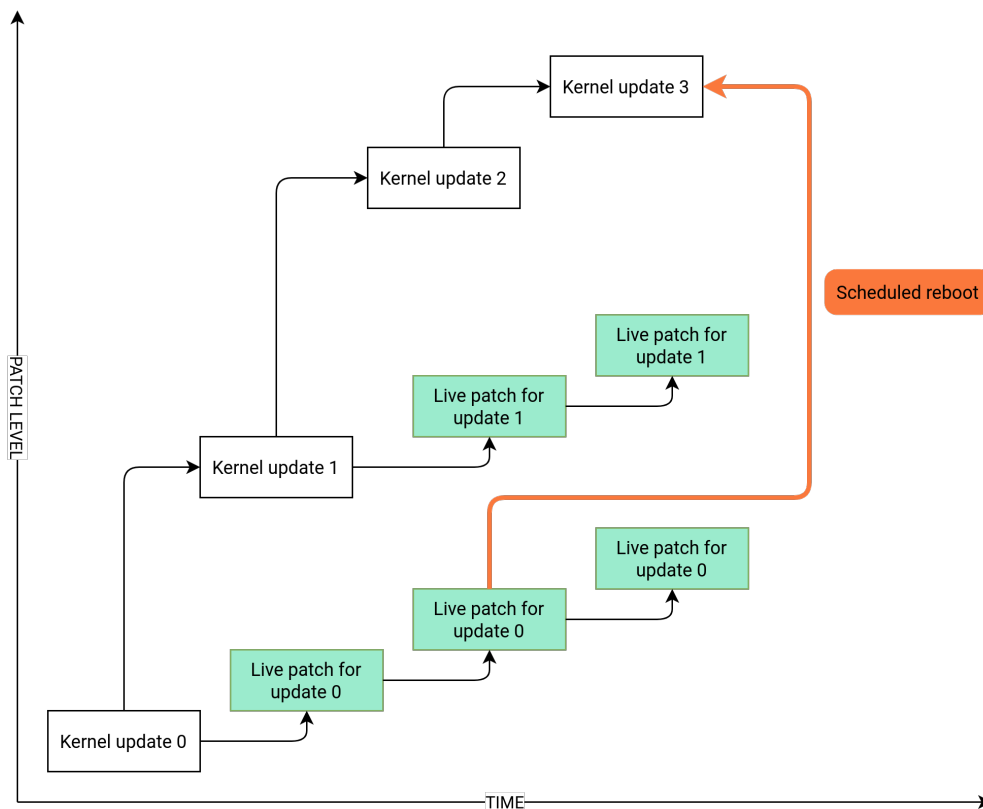 Kernel update 3
Kernel update 2
Scheduled reboot
Live patch for
update 1
PATCH LEVEL
Live patch for
update 1
Kernel update 1
Live patch for
update 0
Live patch for
update 0
Live patch for
update 0
Kernel update 0
TIME